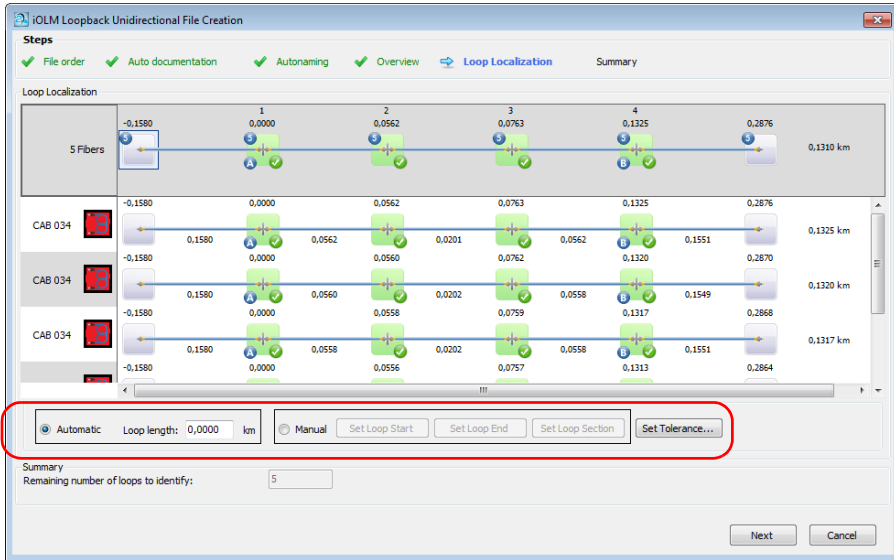 iOLM Loopback Unidirectional File Creation
Steps
File order Auto documentation Autonaming Overview Loop Localization Summary
Loop Localization
1 2 3 4
-0,1580 0,0000 0,0562 0,0763 0,1325 0,2876
5 5 5 5 5 5
5 Fibers 0,1310 km
A B
-0,1580 0,0000 0,0562 0,0763 0,1325 0,2876
CAB 034 0,1325 km
0,1580 A 0,0562 0,0201 0,0562 B 0,1551
-0,1580 0,0000 0,0560 0,0762 0,1320 0,2870
CAB 034 0,1320 km
0,1580 A 0,0560 0,0202 0,0558 B 0,1549
-0,1580 0,0000 0,0558 0,0759 0,1317 0,2868
CAB 034 0,1317 km
0,1580 A 0,0558 0,0202 0,0558 B 0,1551
-0,1580 0,0000 0,0556 0,0757 0,1313 0,2864
Automatic Loop length: 0,0000 km Manual Set Loop Start Set Loop End Set Loop Section Set Tolerance...
Summary
Remaining number of loops to identify: 5
Next Cancel